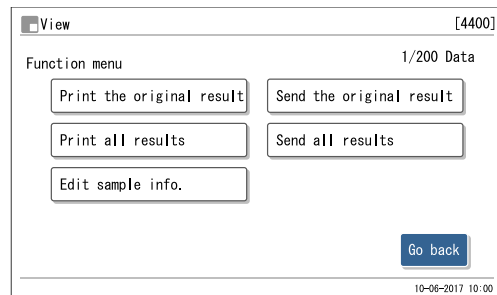 View [4400]
Function menu 1/200 Data
Print the original result Send the original result
Print all results Send all results
Edit sample info.
Go back
10-06-2017 10:00